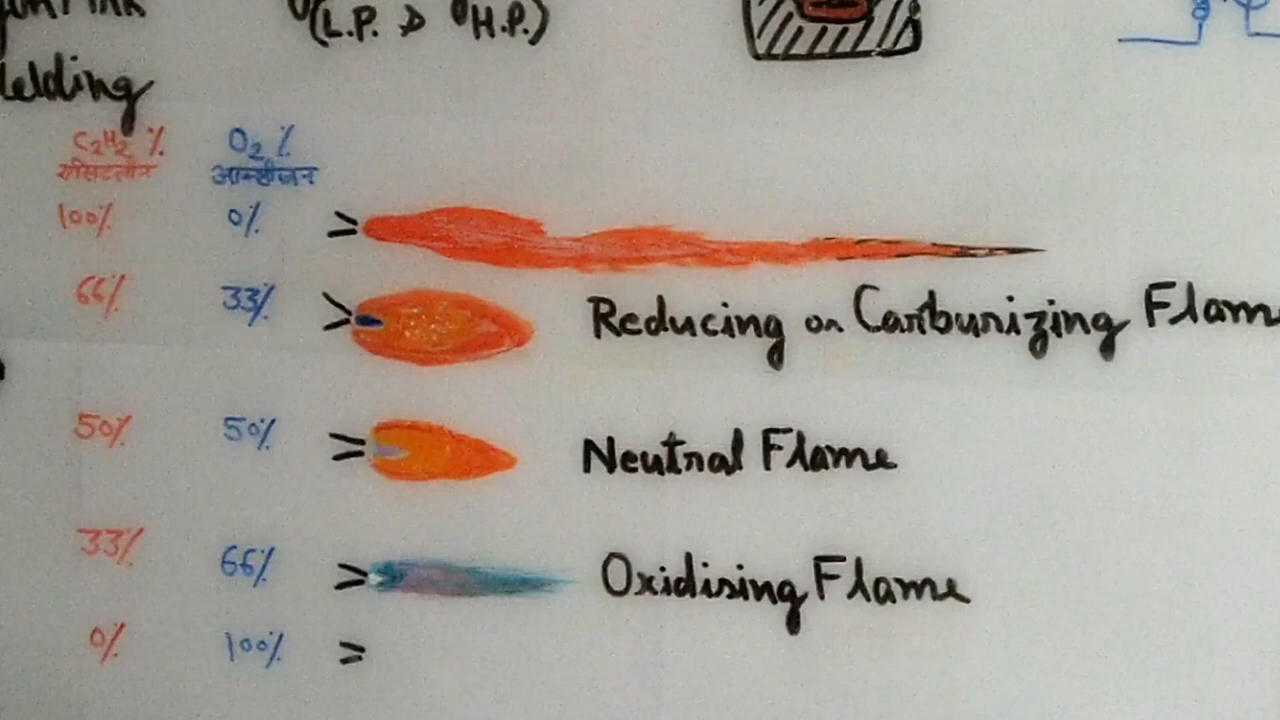 (L.P. > H.P.)
elding
C2H2 % O2 %
एसिटलीन आक्सीजन
100% 0%
66% 33% Reducing or Carburizing Flam
50% 50% Neutral Flame
33% 66% Oxidising Flame
0% 100%